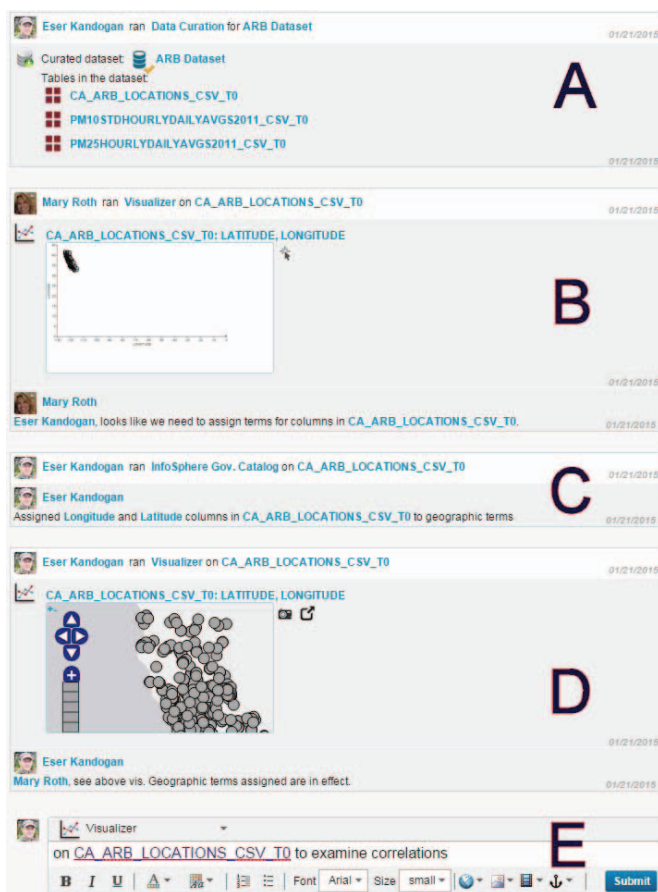 Eser Kandogan ran Data Curation for ARB Dataset
01/21/2015
A
Curated dataset: ARB Dataset
Tables in the dataset:
CA_ARB_LOCATIONS_CSV_T0
PM10STDHOURLYDAILYAVGS2011_CSV_T0
PM25HOURLYDAILYAVGS2011_CSV_T0
01/21/2015
Mary Roth ran Visualizer on CA_ARB_LOCATIONS_CSV_T0
01/21/2015
CA_ARB_LOCATIONS_CSV_T0: LATITUDE, LONGITUDE
B
01/21/2015
Mary Roth
Eser Kandogan, looks like we need to assign terms for columns in CA_ARB_LOCATIONS_CSV_T0.
01/21/2015
Eser Kandogan ran InfoSphere Gov. Catalog on CA_ARB_LOCATIONS_CSV_T0
01/21/2015
C
Eser Kandogan
Assigned Longitude and Latitude columns in CA_ARB_LOCATIONS_CSV_T0 to geographic terms
01/21/2015
Eser Kandogan ran Visualizer on CA_ARB_LOCATIONS_CSV_T0
01/21/2015
CA_ARB_LOCATIONS_CSV_T0: LATITUDE, LONGITUDE
D
01/21/2015
Eser Kandogan
Mary Roth, see above vis. Geographic terms assigned are in effect.
01/21/2015
Visualizer
E
on CA_ARB_LOCATIONS_CSV_T0 to examine correlations
B I U A Font Arial Size small Submit